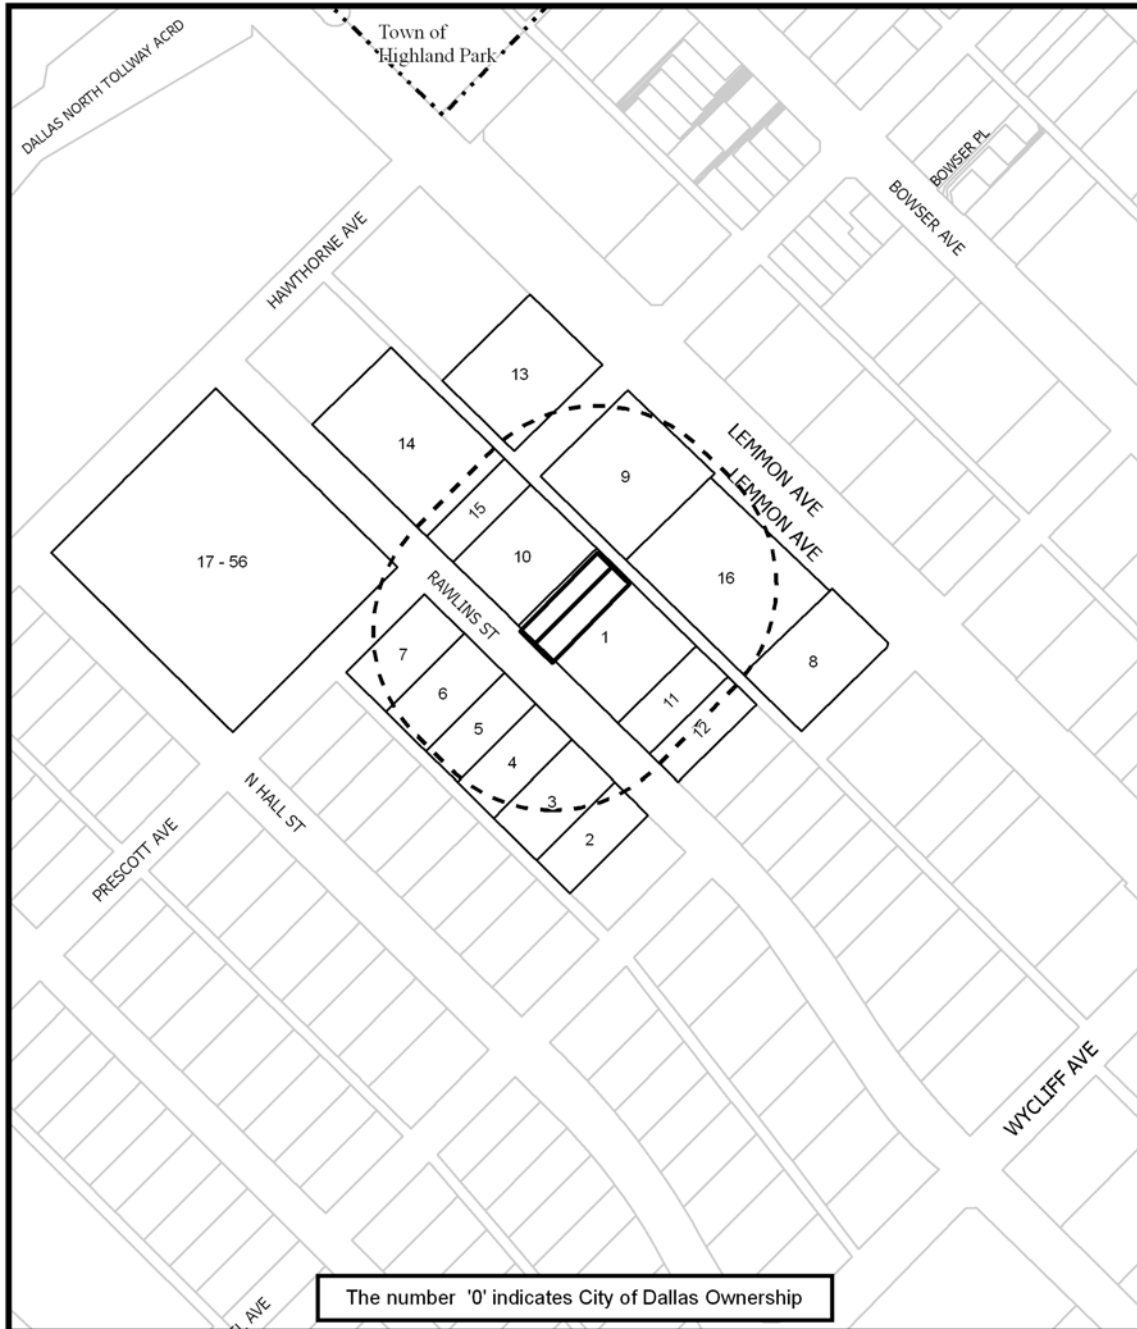 Town of
Highland Park
DALLAS NORTH TOLLWAY ACRD
BOWSER PL
BOWSER AVE
HAWTHORNE AVE
13
14
LEMMON AVE
LEMMON AVE
9
15
10
17 - 56
16
RAWLINS ST
1
7
8
6
11
12
5
4
3
2
N HALL ST
PRESCOTT AVE
WYCLIFF AVE
The number '0' indicates City of Dallas Ownership
AVE